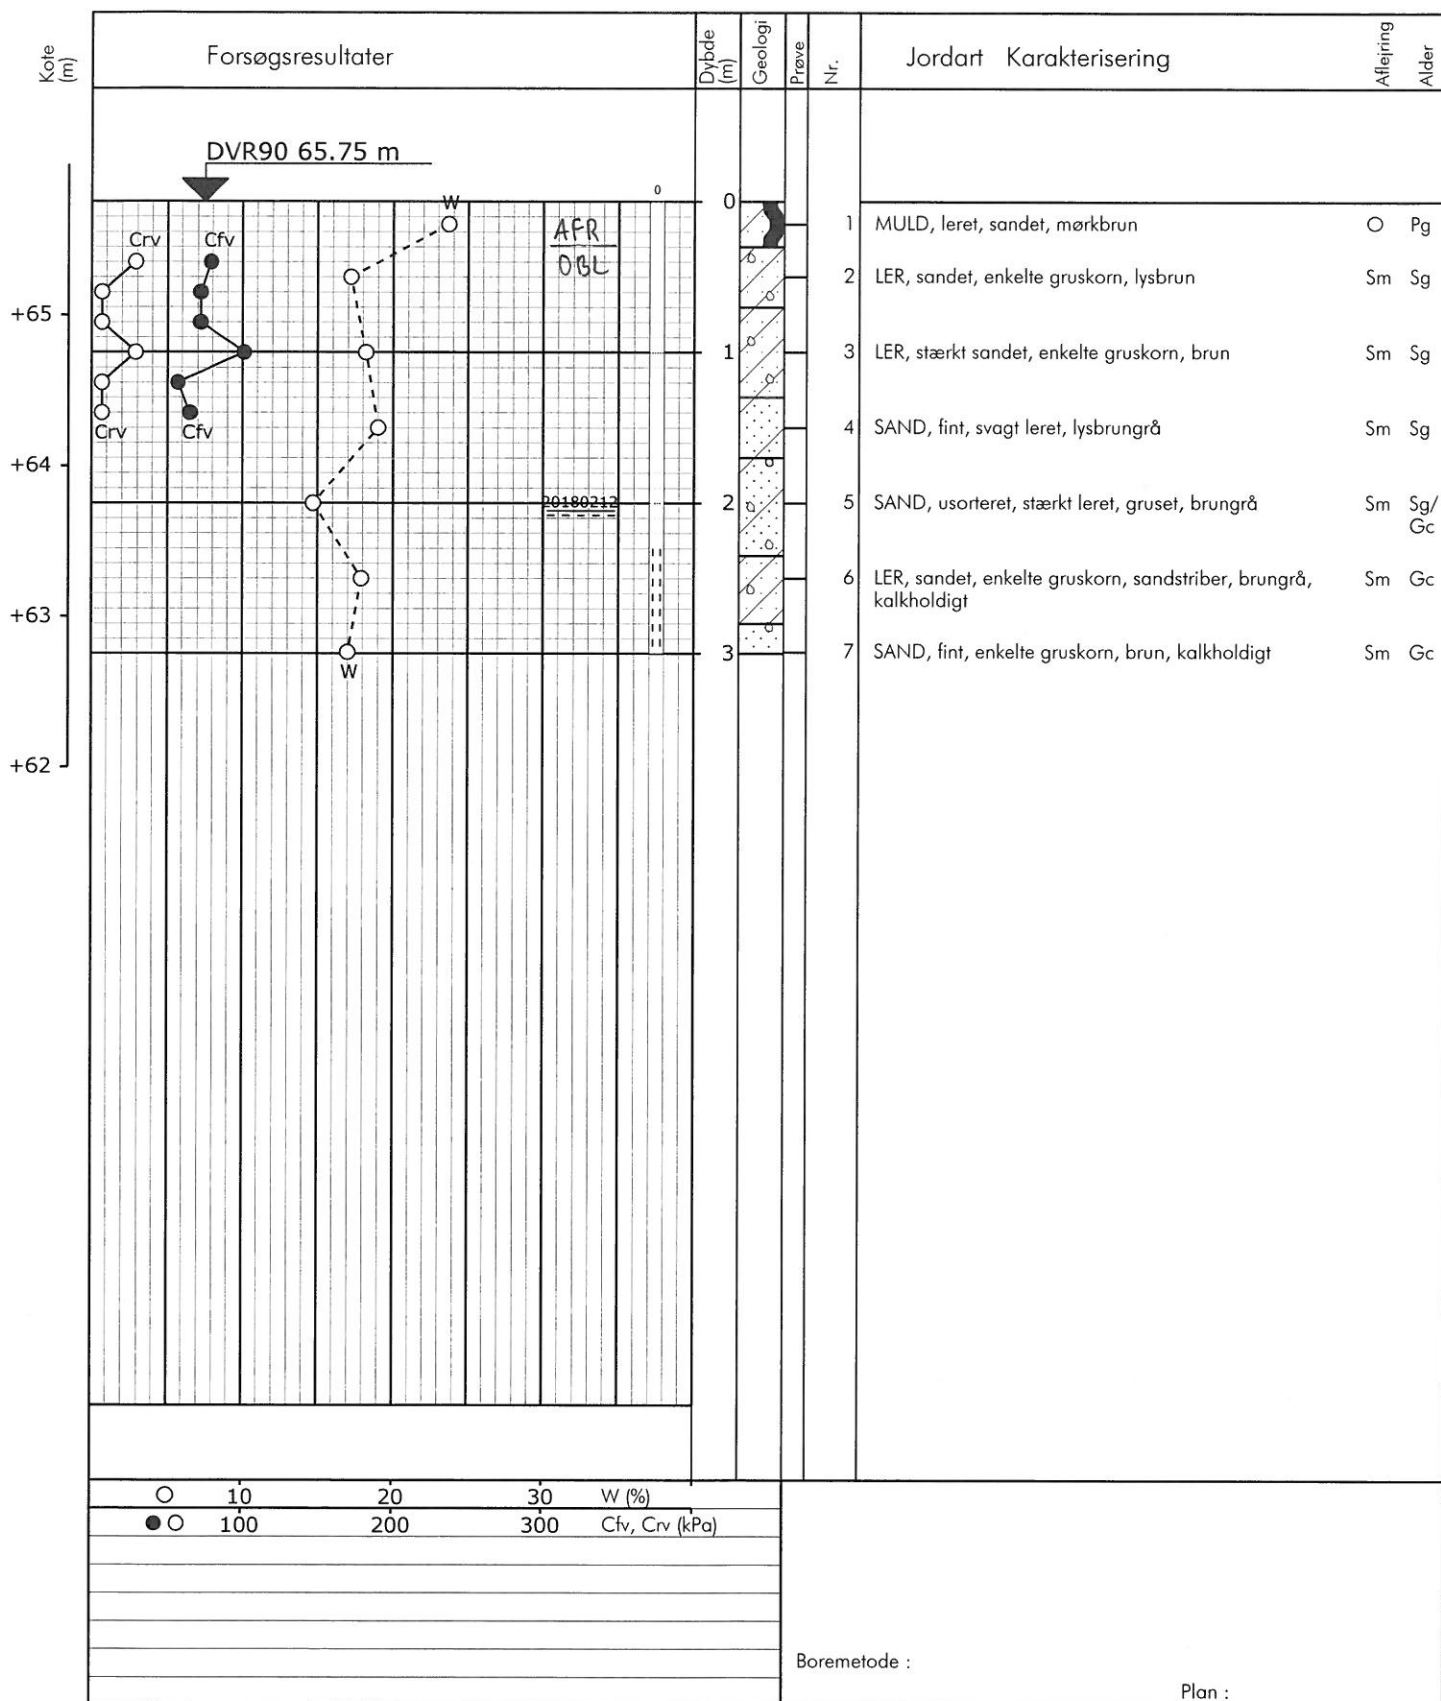 Kote (m)
Forsøgsresultater
Dybde (m)
Geologi
Prøve
Nr.
Jordart Karakterisering
Aflejring
Alder
DVR90 65.75 m
0
W
0
AFR
OBL
Crv
Cfv
1 MULD, leret, sandet, mørkbrun O Pg
2 LER, sandet, enkelte gruskorn, lysbrun Sm Sg
+65
1
3 LER, stærkt sandet, enkelte gruskorn, brun Sm Sg
Crv
Cfv
4 SAND, fint, svagt leret, lysbrungrå Sm Sg
+64
20180212
2
5 SAND, usorteret, stærkt leret, gruset, brungrå Sm Sg/
Gc
6 LER, sandet, enkelte gruskorn, sandstriber, brungrå, Sm Gc
kalkholdigt
+63
3
7 SAND, fint, enkelte gruskorn, brun, kalkholdigt Sm Gc
W
+62
10 20 30 W (%)
100 200 300 Cfv, Crv (kPa)
Boremetode :
Plan :